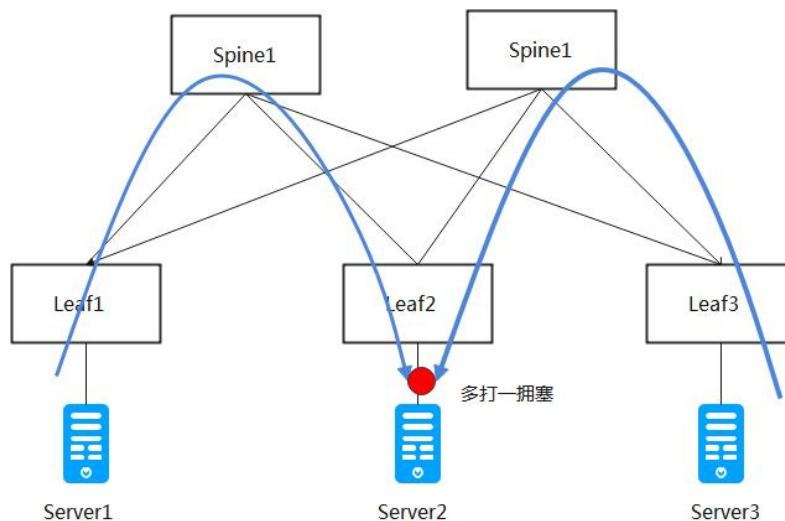 Spine1
Spine1
Leaf1
Leaf2
Leaf3
多打一拥塞
Server1
Server2
Server3